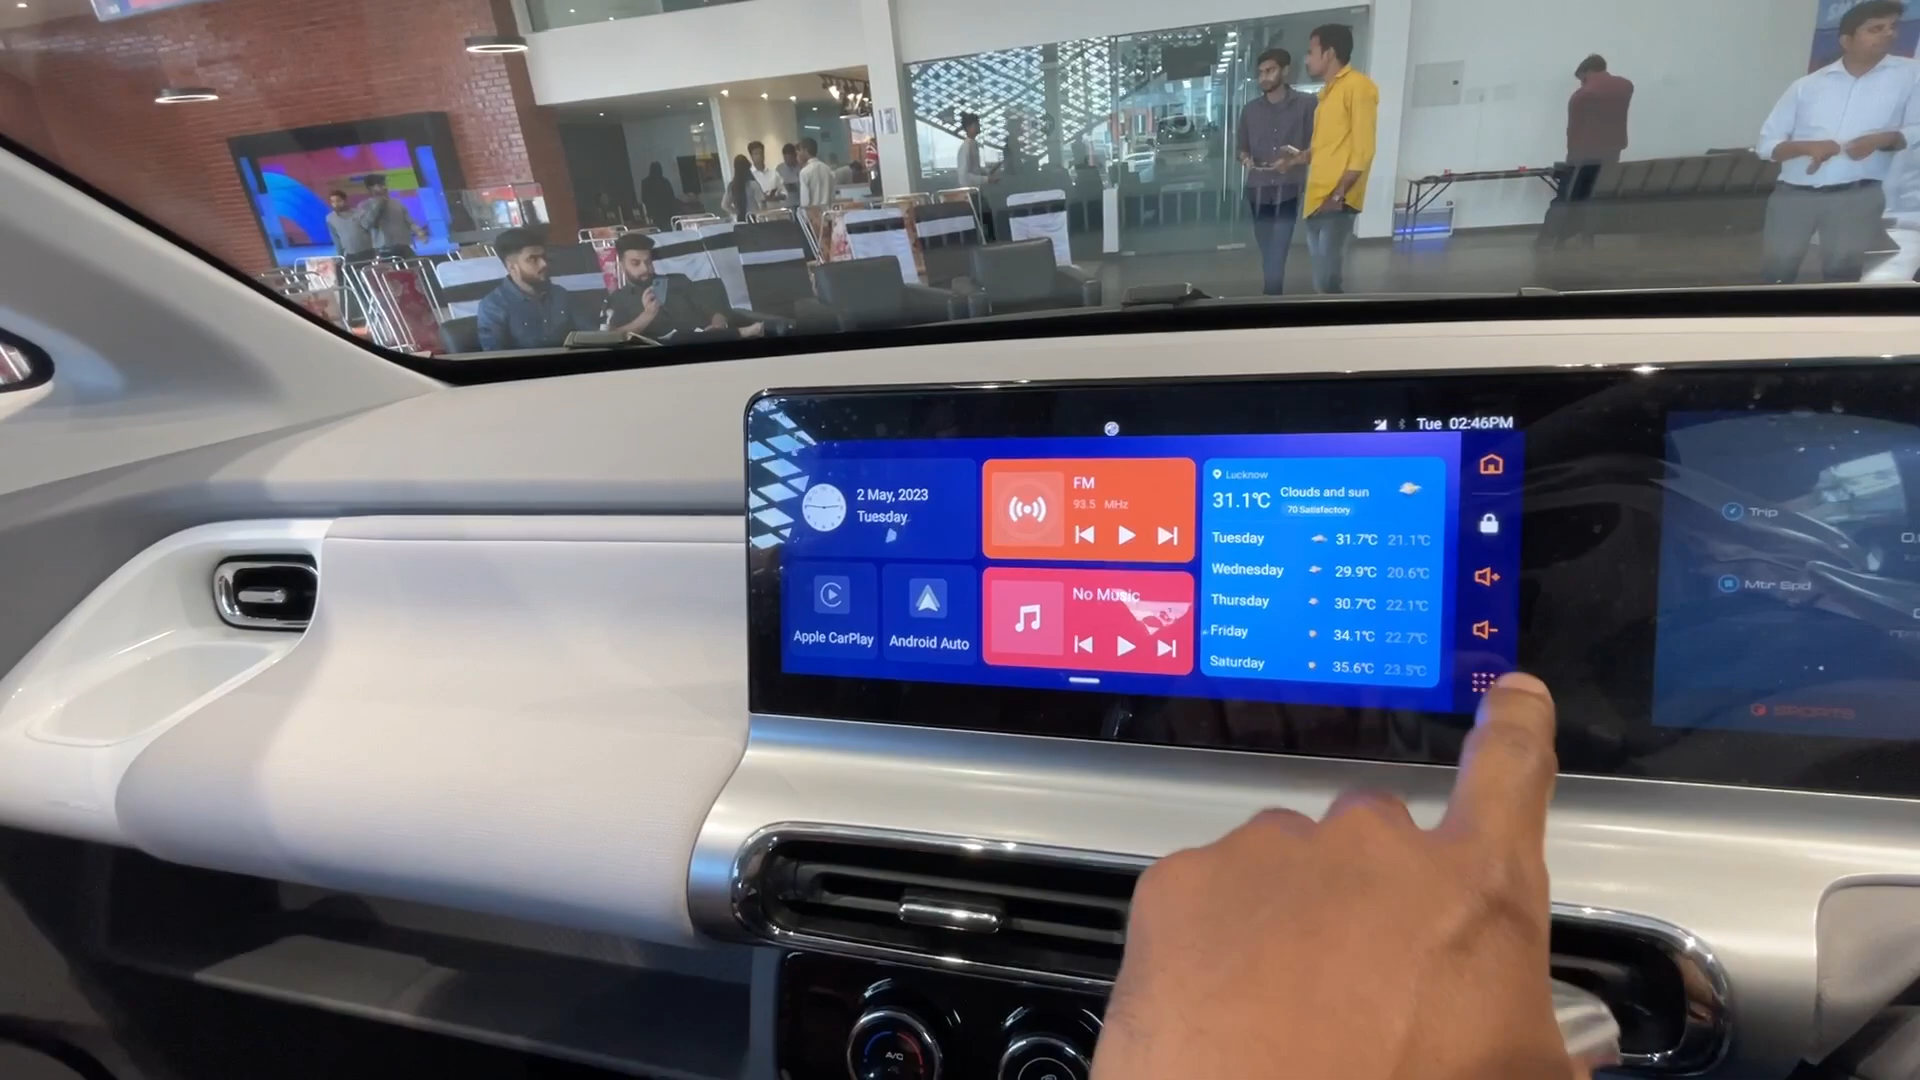 Tue 02:46PM
2 May, 2023
Tuesday
Apple CarPlay
Android Auto
FM
93.5 MHz
No Music
Lucknow
31.1°C
Clouds and sun
70 Satisfactory
Tuesday 31.7°C 21.1°C
Wednesday 29.9°C 20.6°C
Thursday 30.7°C 22.1°C
Friday 34.1°C 22.7°C
Saturday 35.6°C 23.5°C
Trip
Mtr Spd
SPORTS
A/C